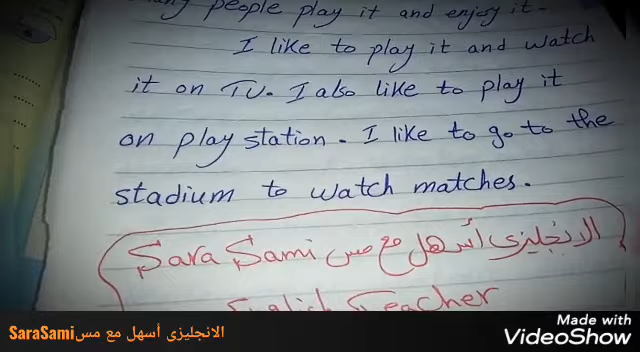 people play it and enjoy it.
I like to play it and watch
it on TV. I also like to play it
on play station. I like to go to the
stadium to watch matches.
الانجليزى أسهل مع مس Sara Sami
English Teacher
الانجليزى أسهل مع مس SaraSami
Made with
VideoShow